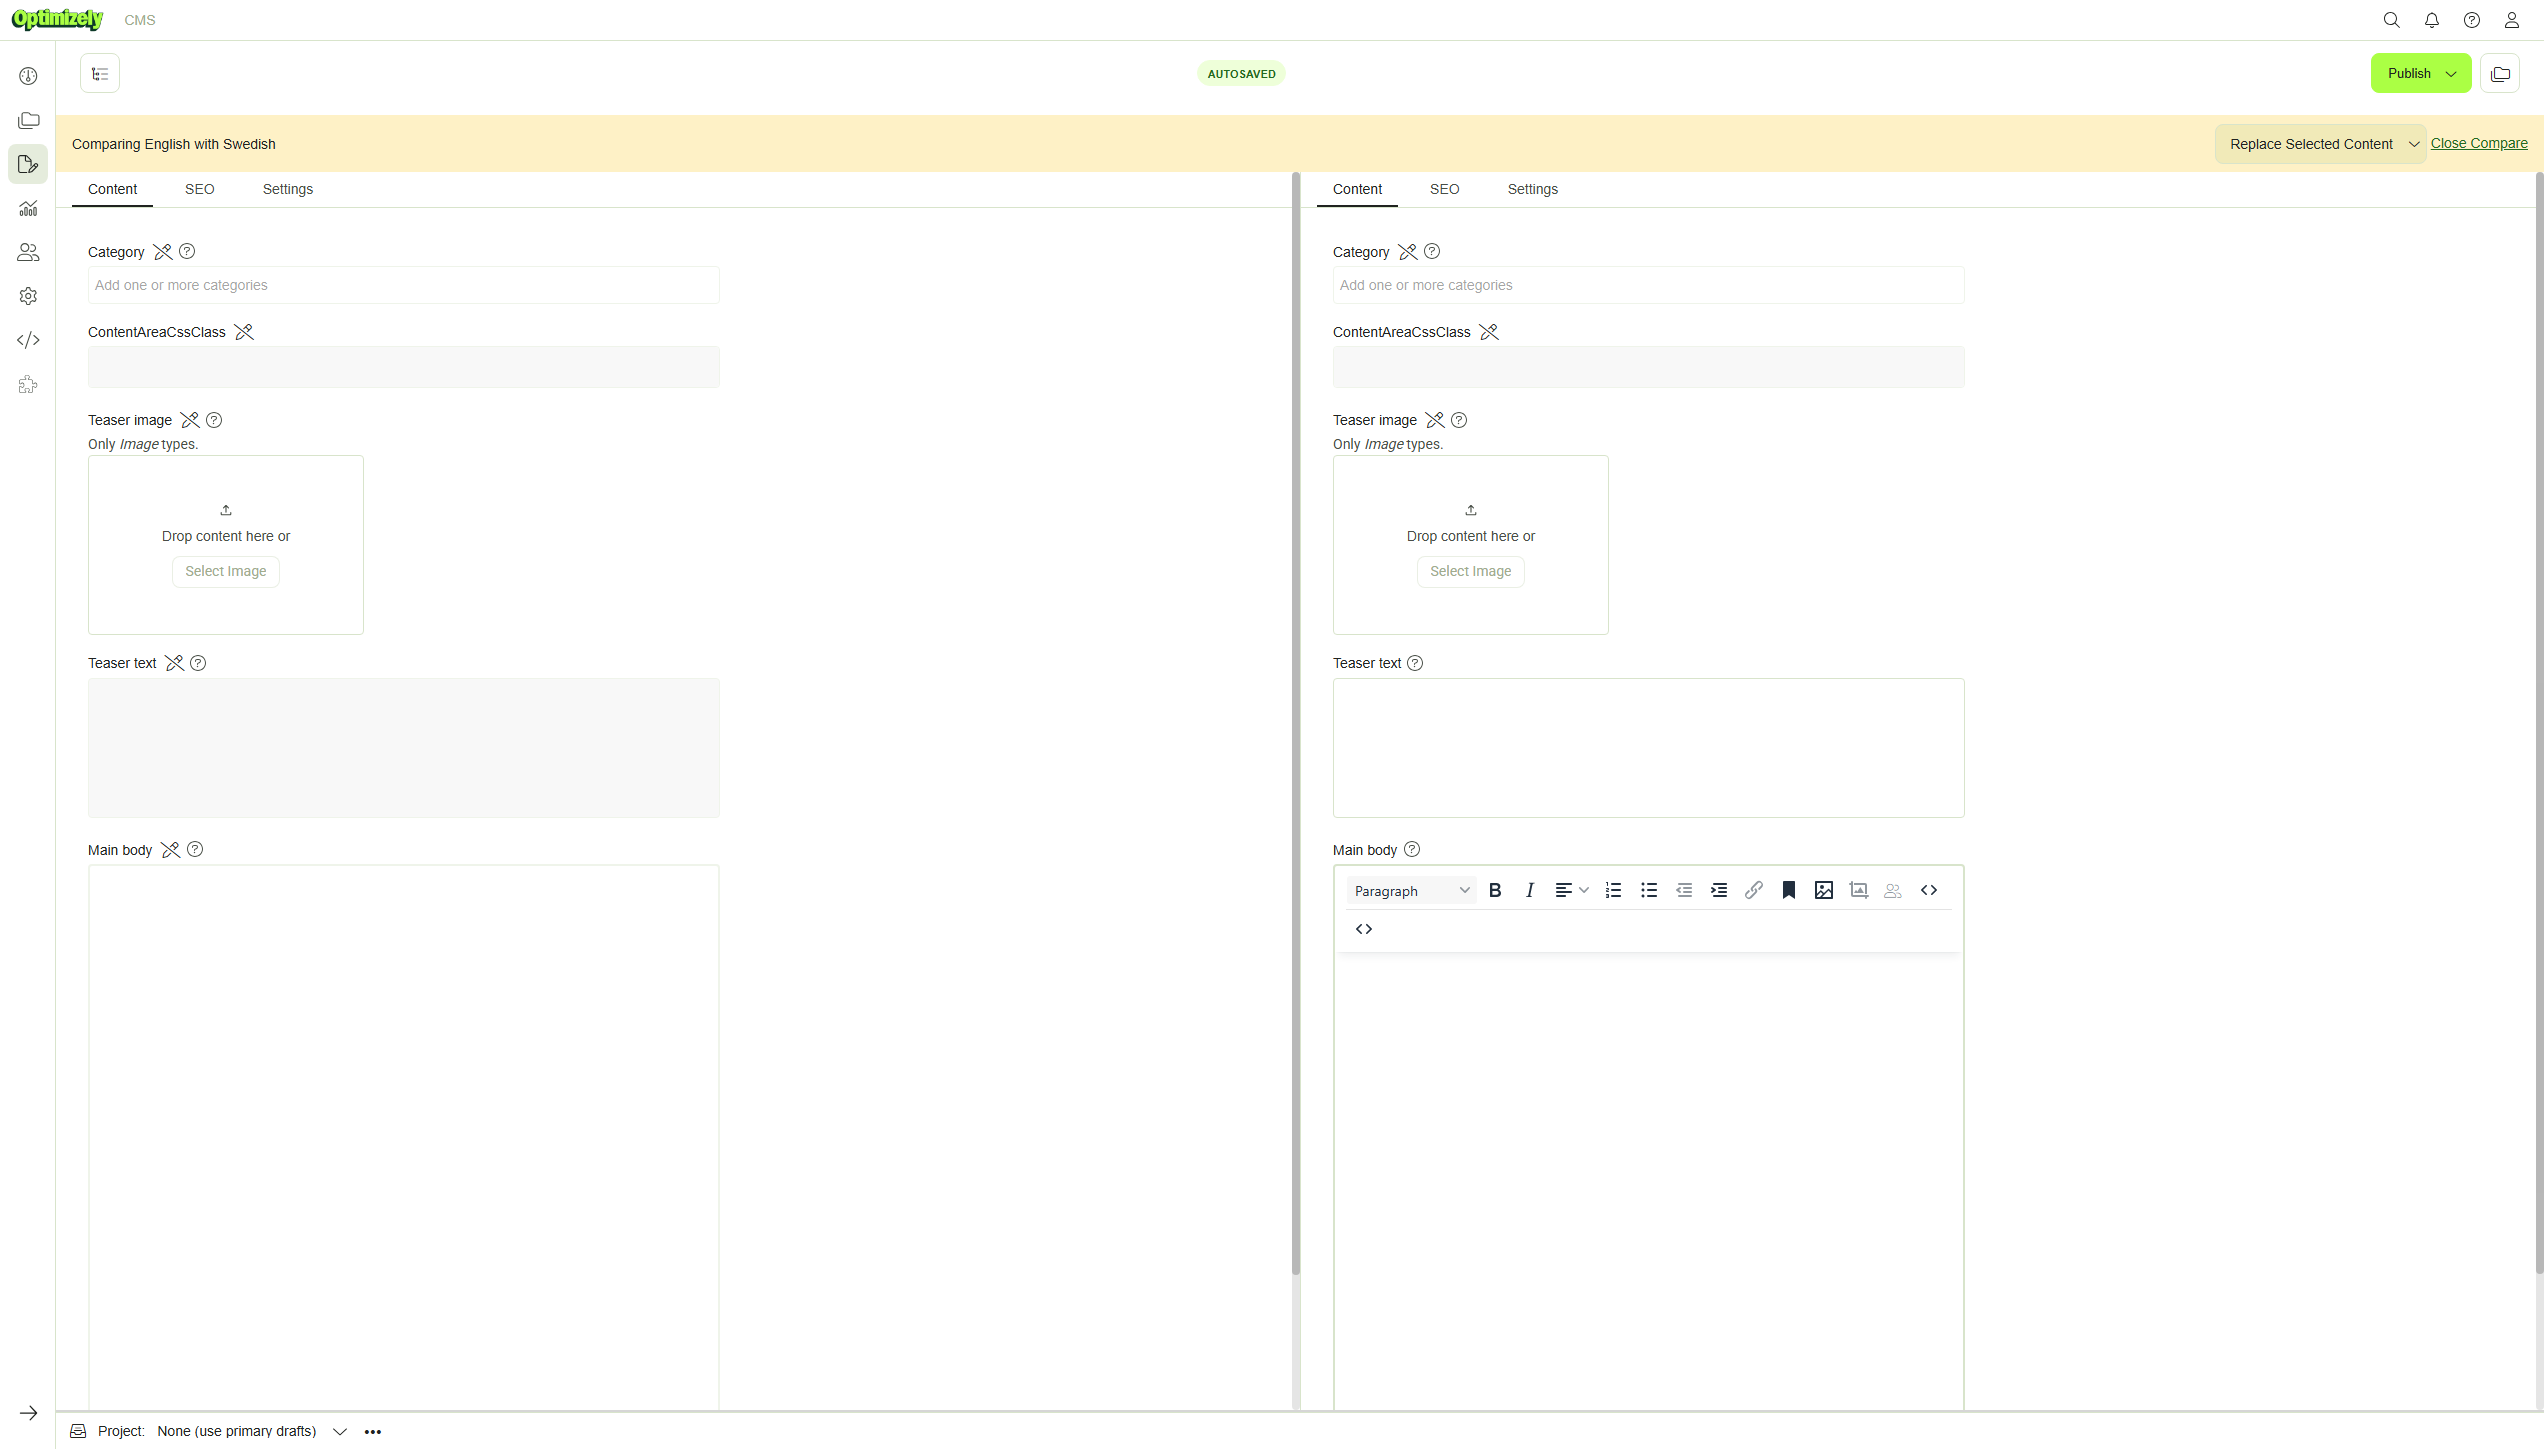 Optimizely CMS
AUTOSAVED
Publish
Comparing English with Swedish
Replace Selected Content
Close Compare
Content SEO Settings
Category
Add one or more categories
ContentAreaCssClass
Teaser image
Only Image types.
Drop content here or
Select Image
Teaser text
Main body
Content SEO Settings
Category
Add one or more categories
ContentAreaCssClass
Teaser image
Only Image types.
Drop content here or
Select Image
Teaser text
Main body
Paragraph
Project: None (use primary drafts)